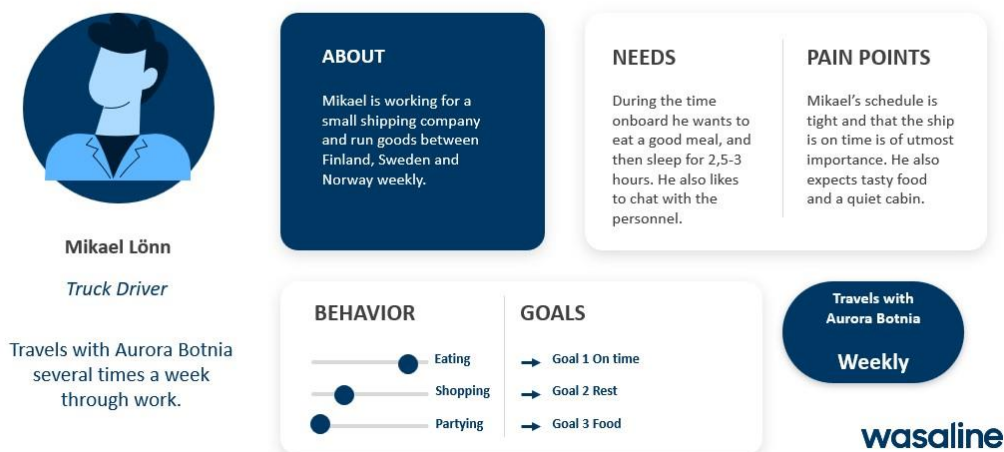 Mikael Lönn
Truck Driver
Travels with Aurora Botnia
several times a week
through work.
ABOUT
Mikael is working for a
small shipping company
and run goods between
Finland, Sweden and
Norway weekly.
NEEDS
During the time
onboard he wants to
eat a good meal, and
then sleep for 2,5-3
hours. He also likes
to chat with the
personnel.
PAIN POINTS
Mikael’s schedule is
tight and that the ship
is on time is of utmost
importance. He also
expects tasty food
and a quiet cabin.
BEHAVIOR
Eating
Shopping
Partying
GOALS
Goal 1 On time
Goal 2 Rest
Goal 3 Food
Travels with
Aurora Botnia
Weekly
wasaline